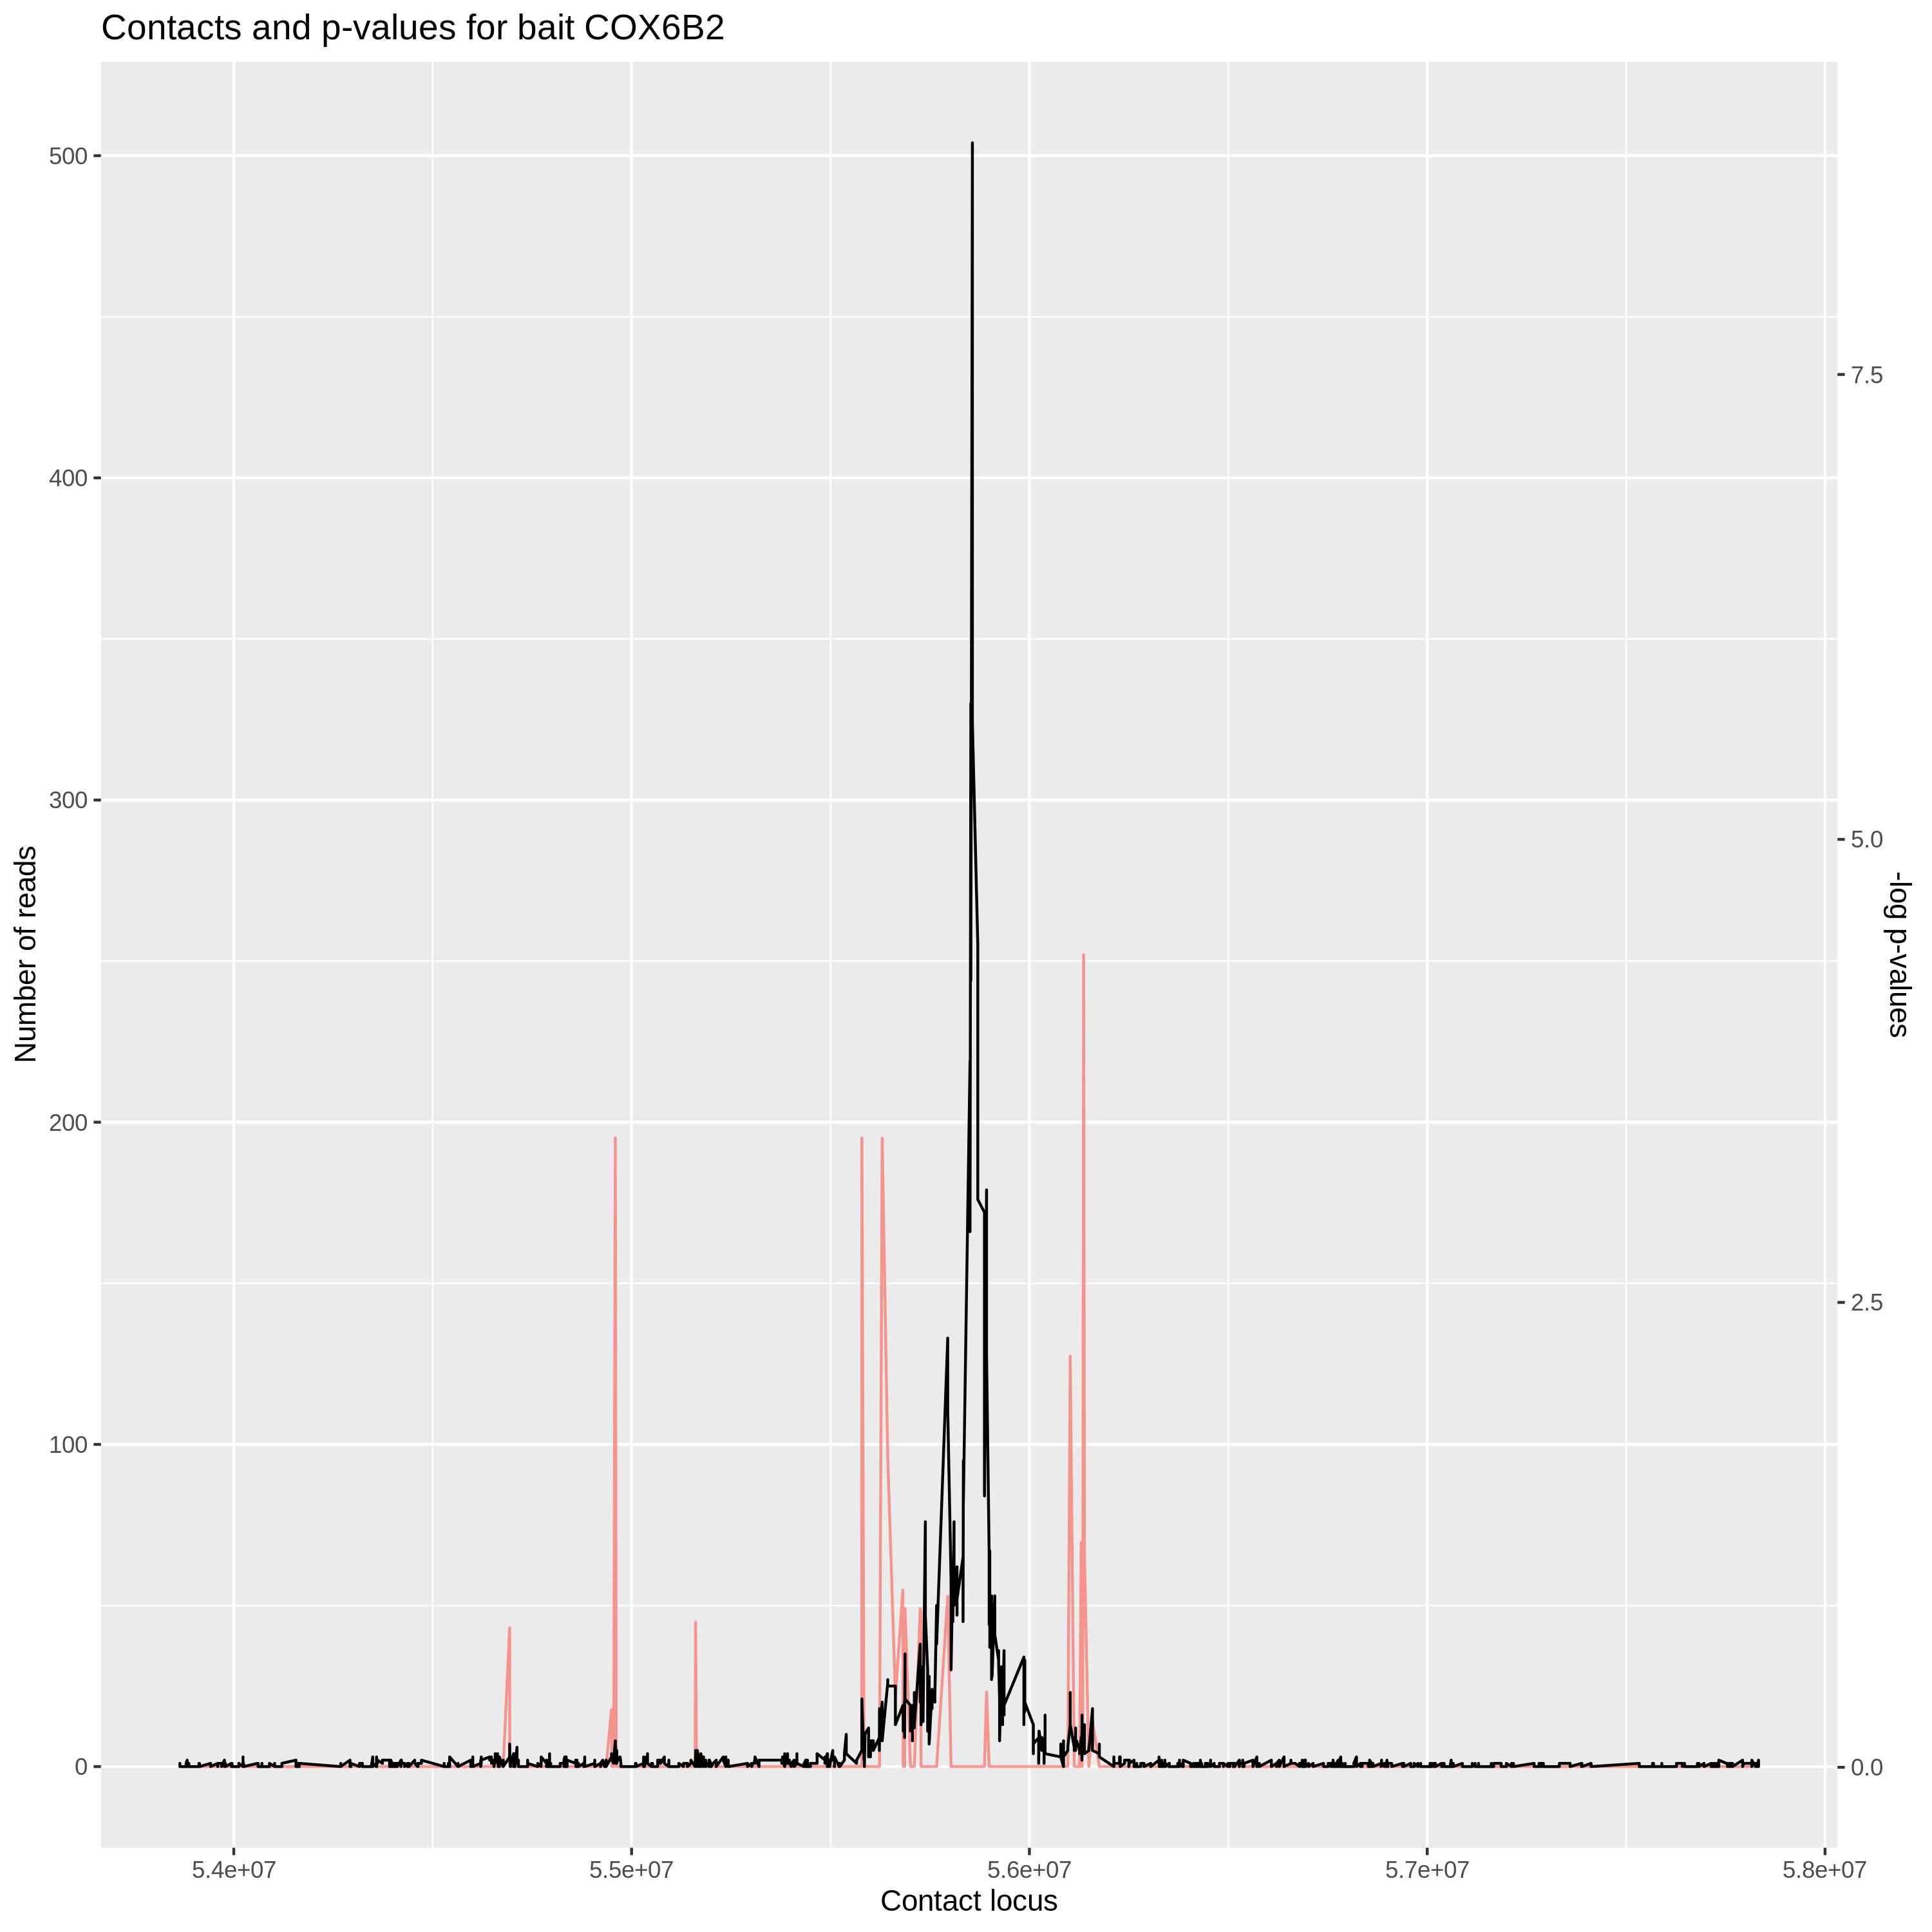 Contacts and p-values for bait COX6B2
500
400
300
200
100
0
Number of reads
7.5
5.0
2.5
0.0
-log p-values
5.4e+07
5.5e+07
5.6e+07
5.7e+07
5.8e+07
Contact locus